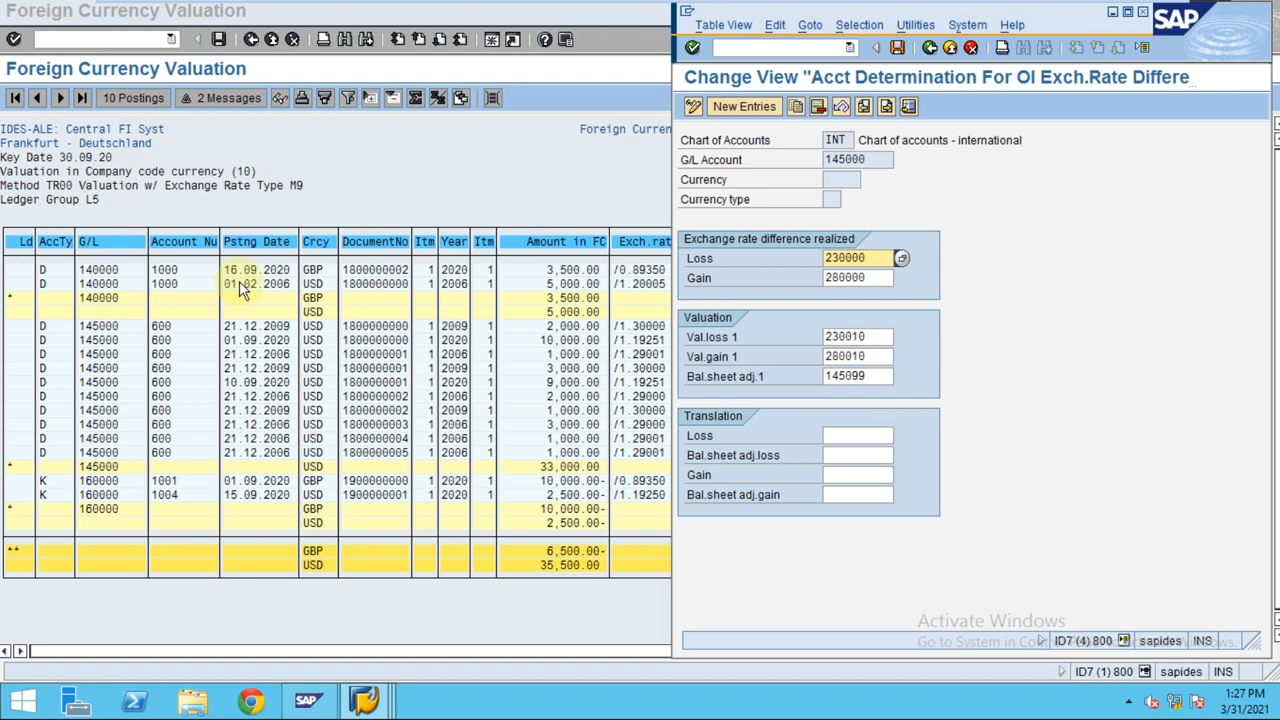 Foreign Currency Valuation
Foreign Currency Valuation
10 Postings 2 Messages
IDES-ALE: Central FI Syst Foreign Curren
Frankfurt - Deutschland
Key Date 30.09.20
Valuation in Company code currency (10)
Method TR00 Valuation w/ Exchange Rate Type M9
Ledger Group L5
Ld AccTy G/L Account Nu Pstng Date Crcy DocumentNo Itm Year Itm Amount in FC Exch.rat
D 140000 1000 16.09.2020 GBP 1800000002 1 2020 1 3,500.00 /0.89350
D 140000 1000 01.02.2006 USD 1800000000 1 2006 1 5,000.00 /1.20005
* 140000 GBP 3,500.00
USD 5,000.00
D 145000 600 21.12.2009 USD 1800000000 1 2009 1 2,000.00 /1.30000
D 145000 600 01.09.2020 USD 1800000000 1 2020 1 10,000.00 /1.19251
D 145000 600 21.12.2006 USD 1800000001 1 2006 1 1,000.00 /1.29001
D 145000 600 21.12.2009 USD 1800000001 1 2009 1 3,000.00 /1.30000
D 145000 600 10.09.2020 USD 1800000001 1 2020 1 9,000.00 /1.19251
D 145000 600 21.12.2006 USD 1800000002 1 2006 1 2,000.00 /1.29000
D 145000 600 21.12.2009 USD 1800000002 1 2009 1 1,000.00 /1.30000
D 145000 600 21.12.2006 USD 1800000003 1 2006 1 3,000.00 /1.29000
D 145000 600 21.12.2006 USD 1800000004 1 2006 1 1,000.00 /1.29001
D 145000 600 21.12.2006 USD 1800000005 1 2006 1 1,000.00 /1.29001
* 145000 USD 33,000.00
K 160000 1001 01.09.2020 GBP 1900000000 1 2020 1 10,000.00- /0.89350
K 160000 1004 15.09.2020 USD 1900000001 1 2020 1 2,500.00- /1.19250
* 160000 GBP 10,000.00-
USD 2,500.00-
** GBP 6,500.00-
USD 35,500.00
Table View Edit Goto Selection Utilities System Help
SAP
Change View "Acct Determination For OI Exch.Rate Differe...
New Entries
Chart of Accounts INT Chart of accounts - international
G/L Account 145000
Currency
Currency type
Exchange rate difference realized
Loss 230000
Gain 280000
Valuation
Val.loss 1 230010
Val.gain 1 280010
Bal.sheet adj.1 145099
Translation
Loss
Bal.sheet adj.loss
Gain
Bal.sheet adj.gain
Activate Windows
Go to System in Control Panel to activate Windows.
ID7 (4) 800 sapides INS
ID7 (1) 800 sapides INS
SAP
1:27 PM
3/31/2021